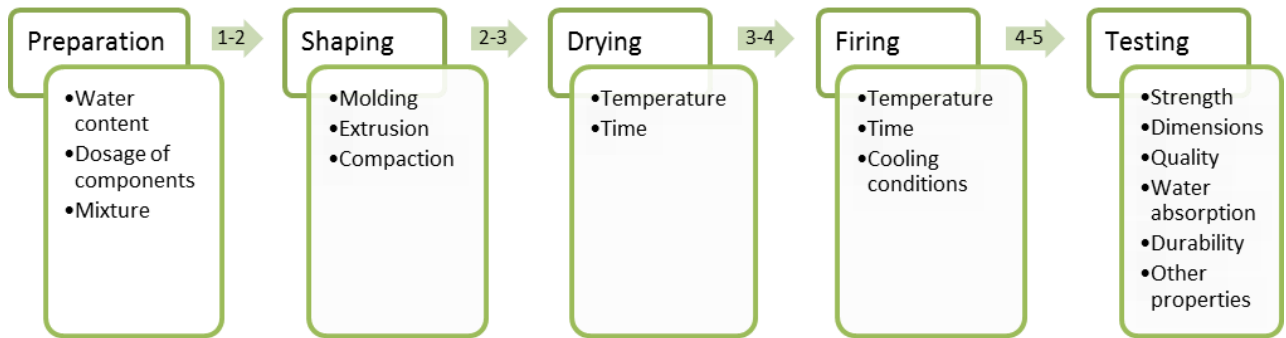 Preparation
1-2
Shaping
2-3
Drying
3-4
Firing
4-5
Testing
•Water
content
•Dosage of
components
•Mixture
•Molding
•Extrusion
•Compaction
•Temperature
•Time
•Temperature
•Time
•Cooling
conditions
•Strength
•Dimensions
•Quality
•Water
absorption
•Durability
•Other
properties